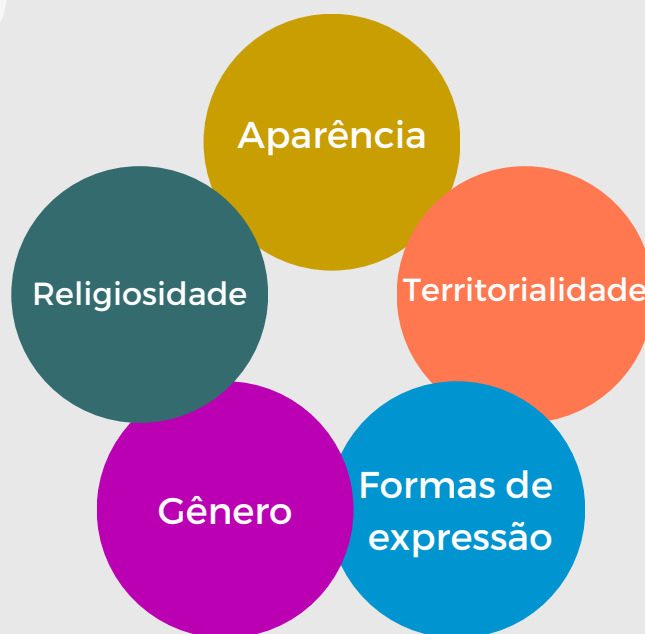 Aparência
Religiosidade
Territorialidade
Gênero
Formas de
expressão